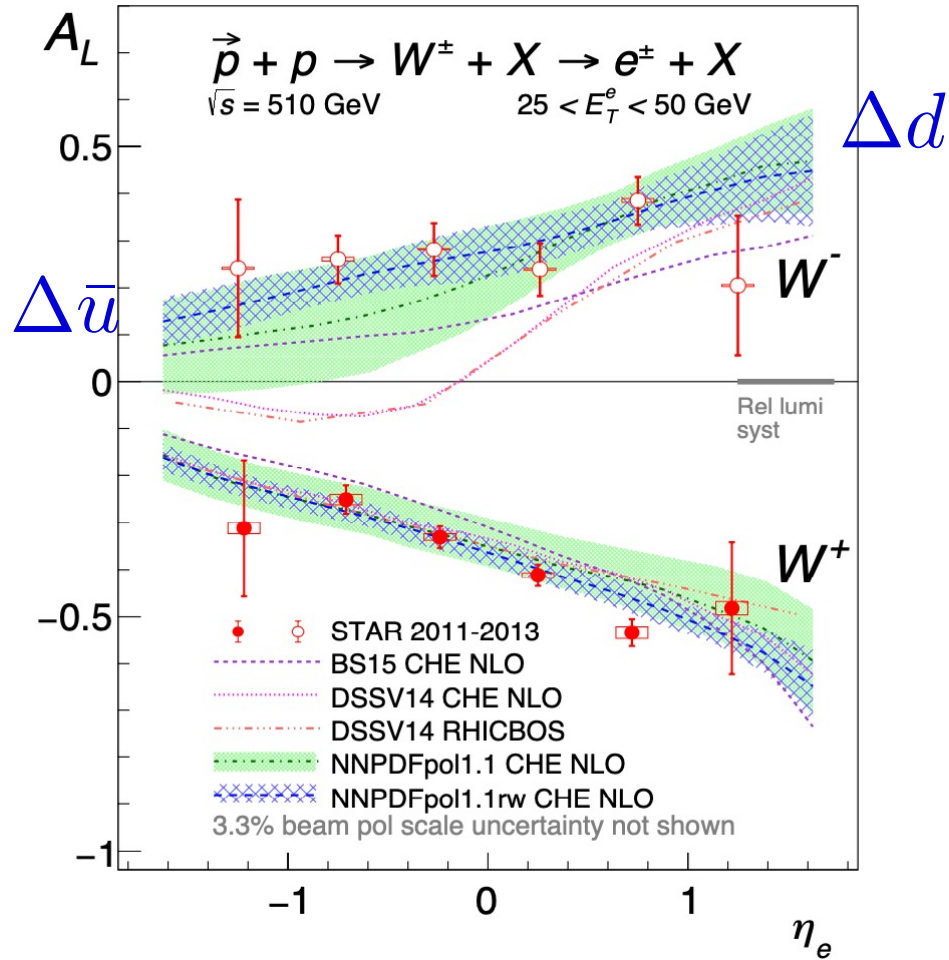 A_L
p⃗ + p → W^± + X → e^± + X
√s = 510 GeV
25 < E_T^e < 50 GeV
Δd
0.5
W^-
Δū
0
Rel lumi
syst
W^+
−0.5
STAR 2011-2013
BS15 CHE NLO
DSSV14 CHE NLO
DSSV14 RHICBOS
NNPDFpol1.1 CHE NLO
NNPDFpol1.1rw CHE NLO
3.3% beam pol scale uncertainty not shown
−1
−1 0 1
η_e